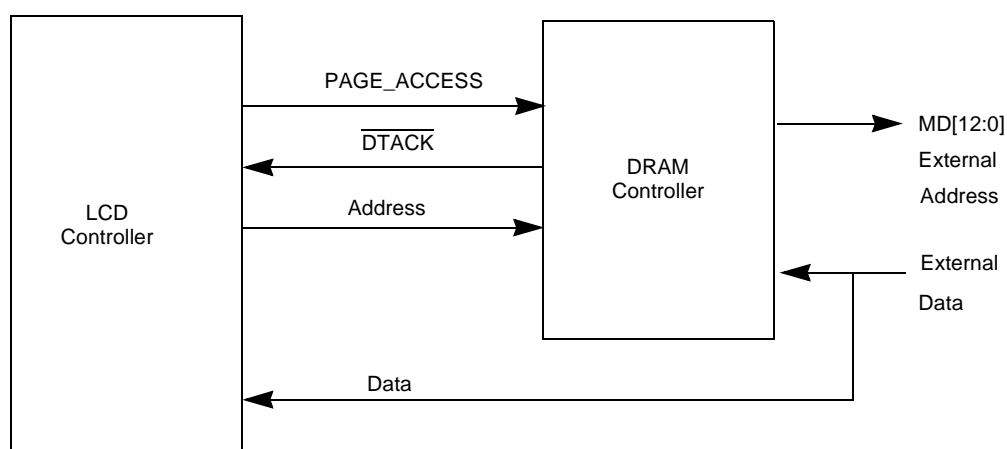 PAGE_ACCESS
DTACK
Address
Data
LCD
Controller
DRAM
Controller
MD[12:0]
External
Address
External
Data